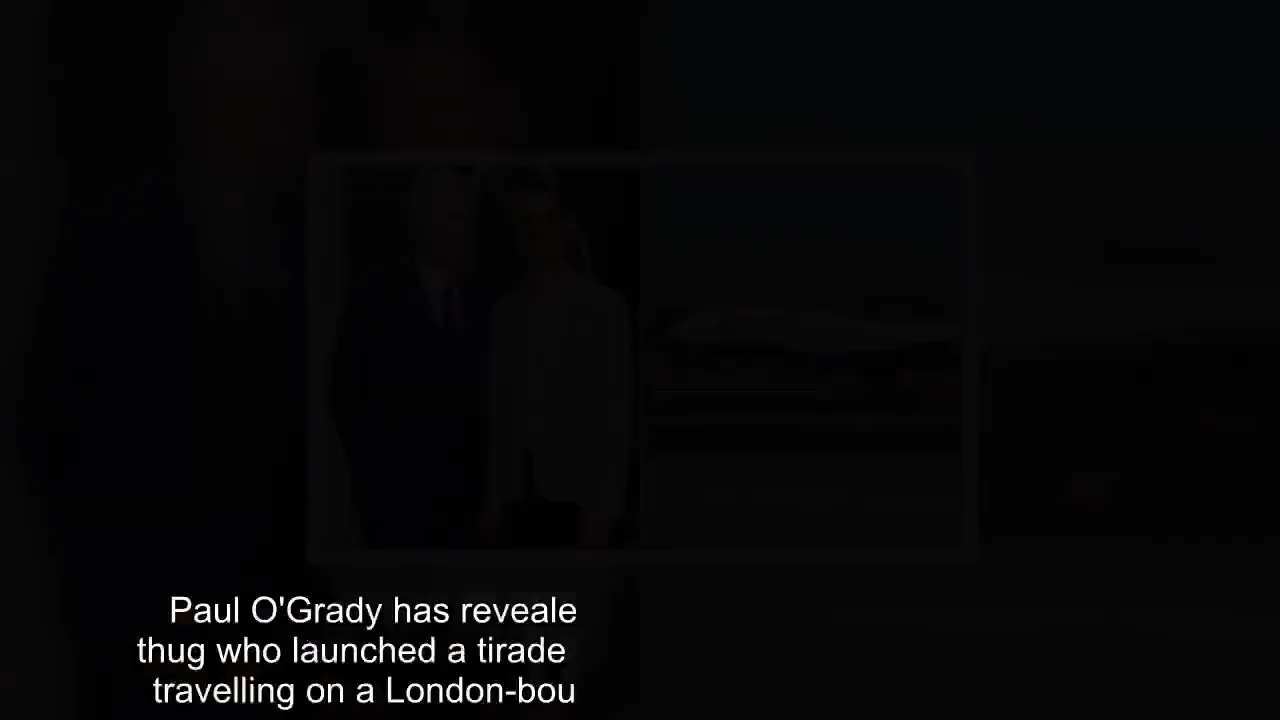 Paul O'Grady has reveale
thug who launched a tirade
travelling on a London-bou